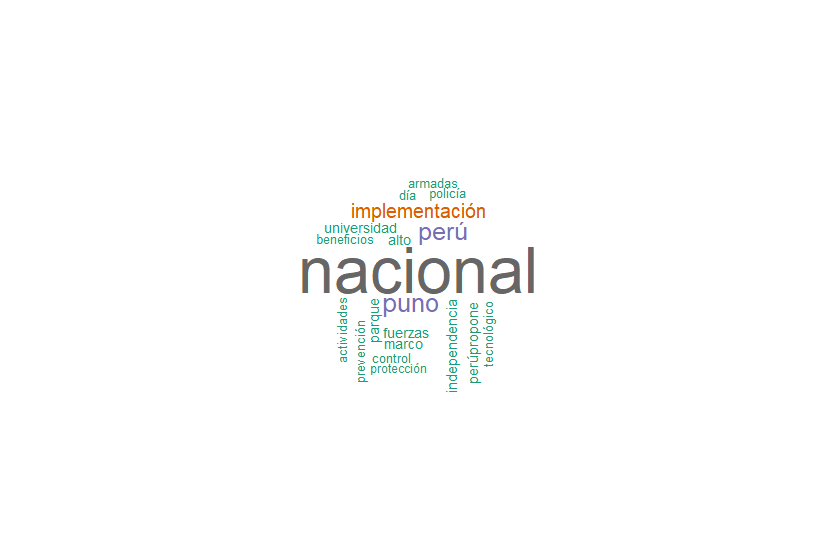 armadas
día
policía
implementación
universidad
perú
beneficios
alto
nacional
puno
actividades
prevención
parque
fuerzas
marco
control
protección
independencia
perúpropone
tecnológico